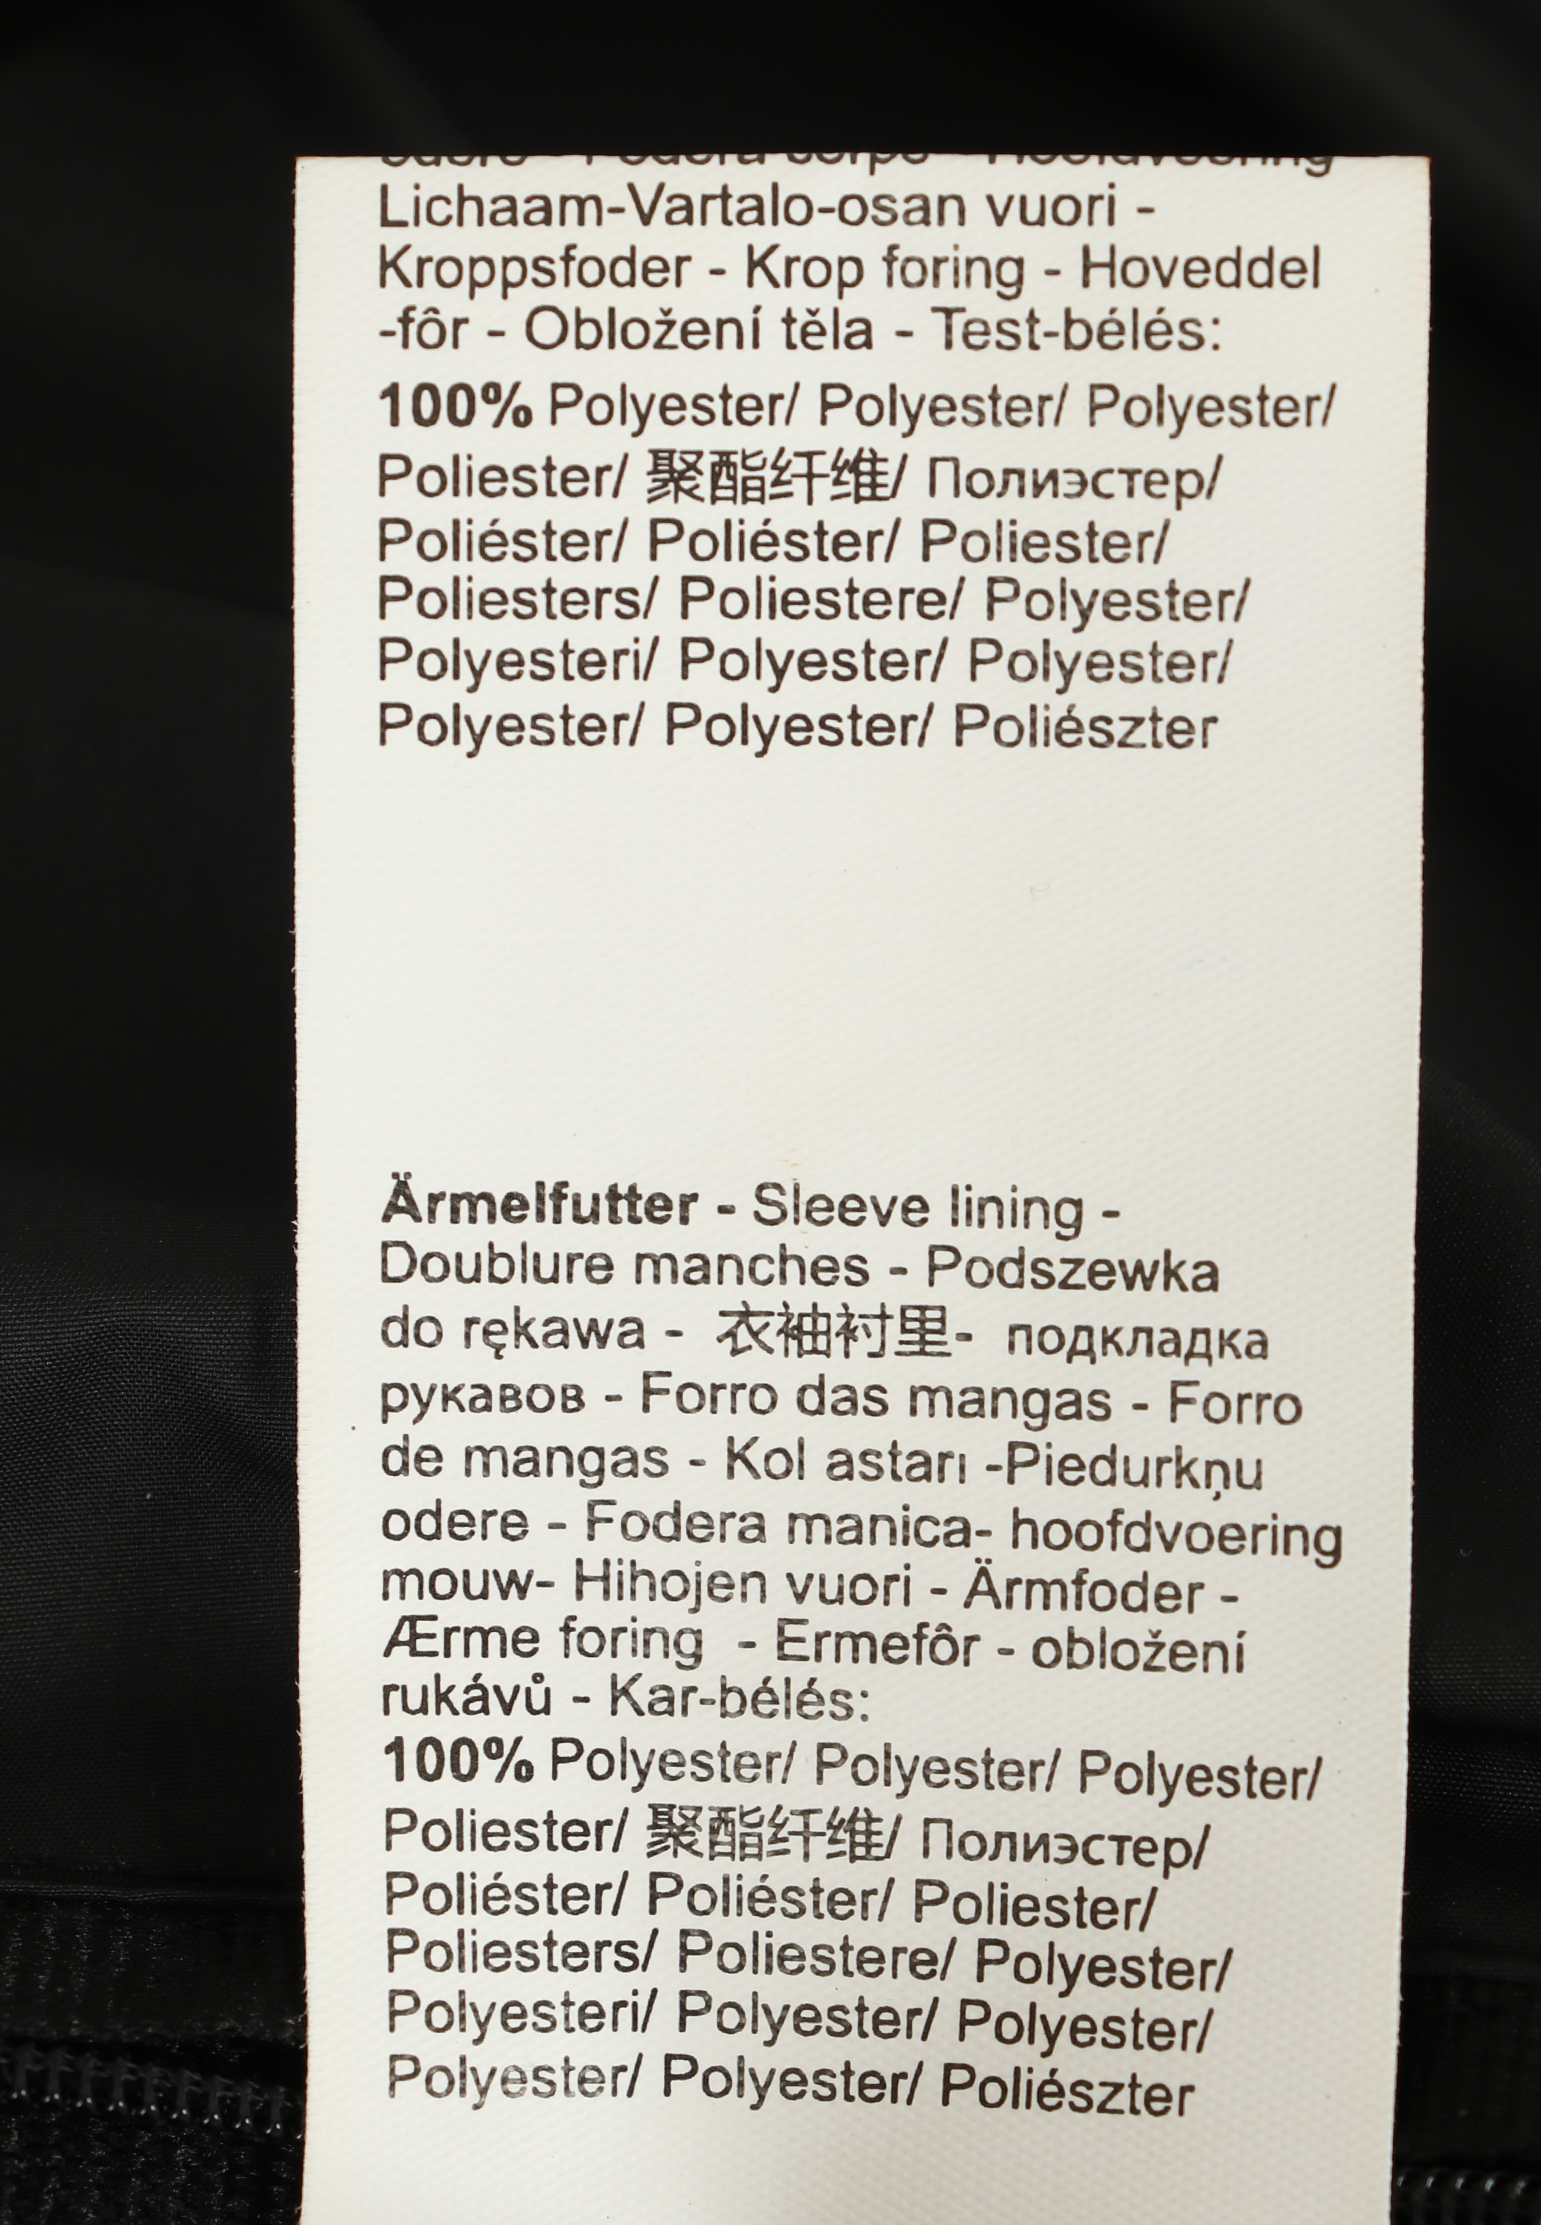 Lichaam-Vartalo-osan vuori -
Kroppsfoder - Krop foring - Hoveddel
-fôr - Obložení těla - Test-bélés:
100% Polyester/ Polyester/ Polyester/
Poliester/ 聚酯纤维/ Полиэстер/
Poliéster/ Poliéster/ Poliester/
Poliesters/ Poliestere/ Polyester/
Polyesteri/ Polyester/ Polyester/
Polyester/ Polyester/ Poliészter
Ärmelfutter - Sleeve lining -
Doublure manches - Podszewka
do rękawa - 衣袖衬里- подкладка
рукавов - Forro das mangas - Forro
de mangas - Kol astarı -Piedurkņu
odere - Fodera manica- hoofdvoering
mouw- Hihojen vuori - Ärmfoder -
Ærme foring - Ermefôr - obložení
rukávů - Kar-bélés:
100% Polyester/ Polyester/ Polyester/
Poliester/ 聚酯纤维/ Полиэстер/
Poliéster/ Poliéster/ Poliester/
Poliesters/ Poliestere/ Polyester/
Polyesteri/ Polyester/ Polyester/
Polyester/ Polyester/ Poliészter